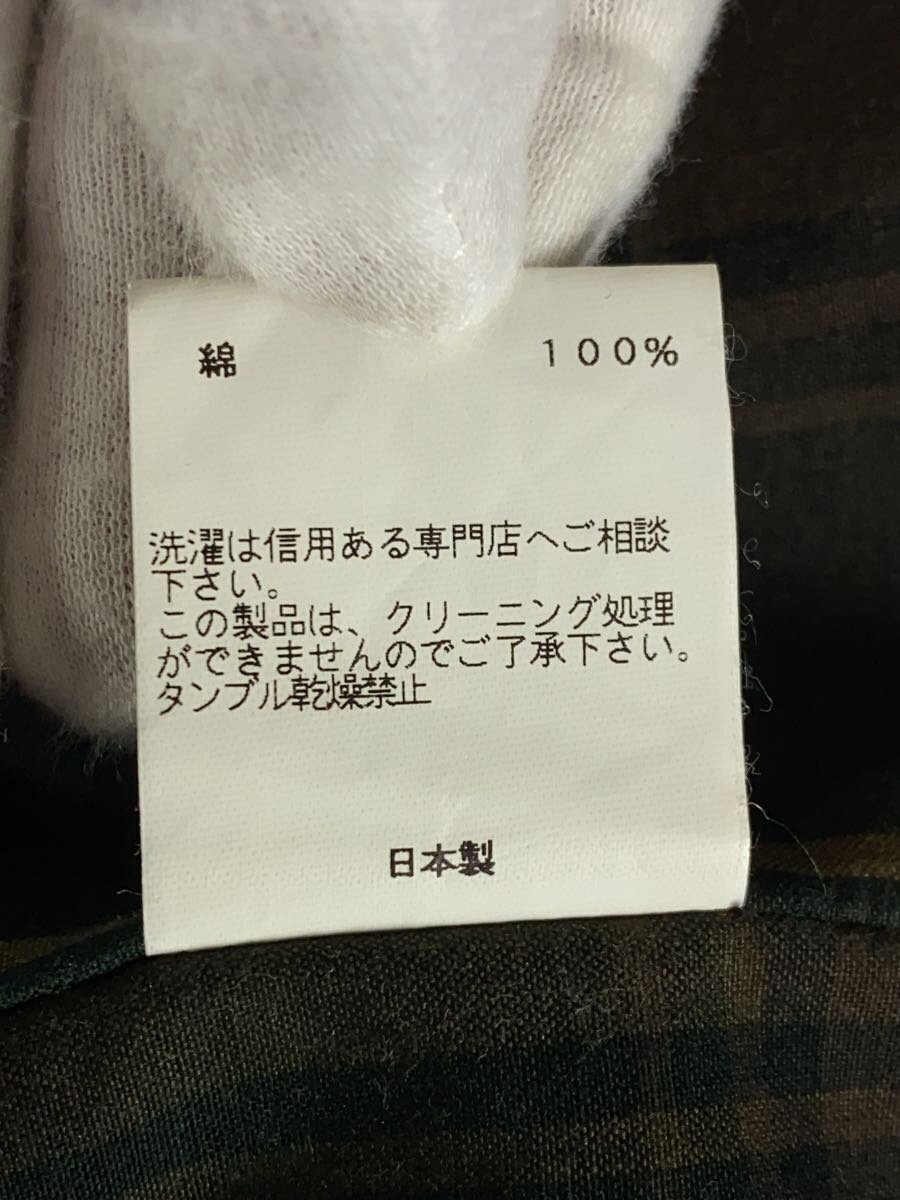 綿 １００％
洗濯は信用ある専門店へご相談
下さい。
この製品は、クリーニング処理
ができませんのでご了承下さい。
タンブル乾燥禁止
日本製